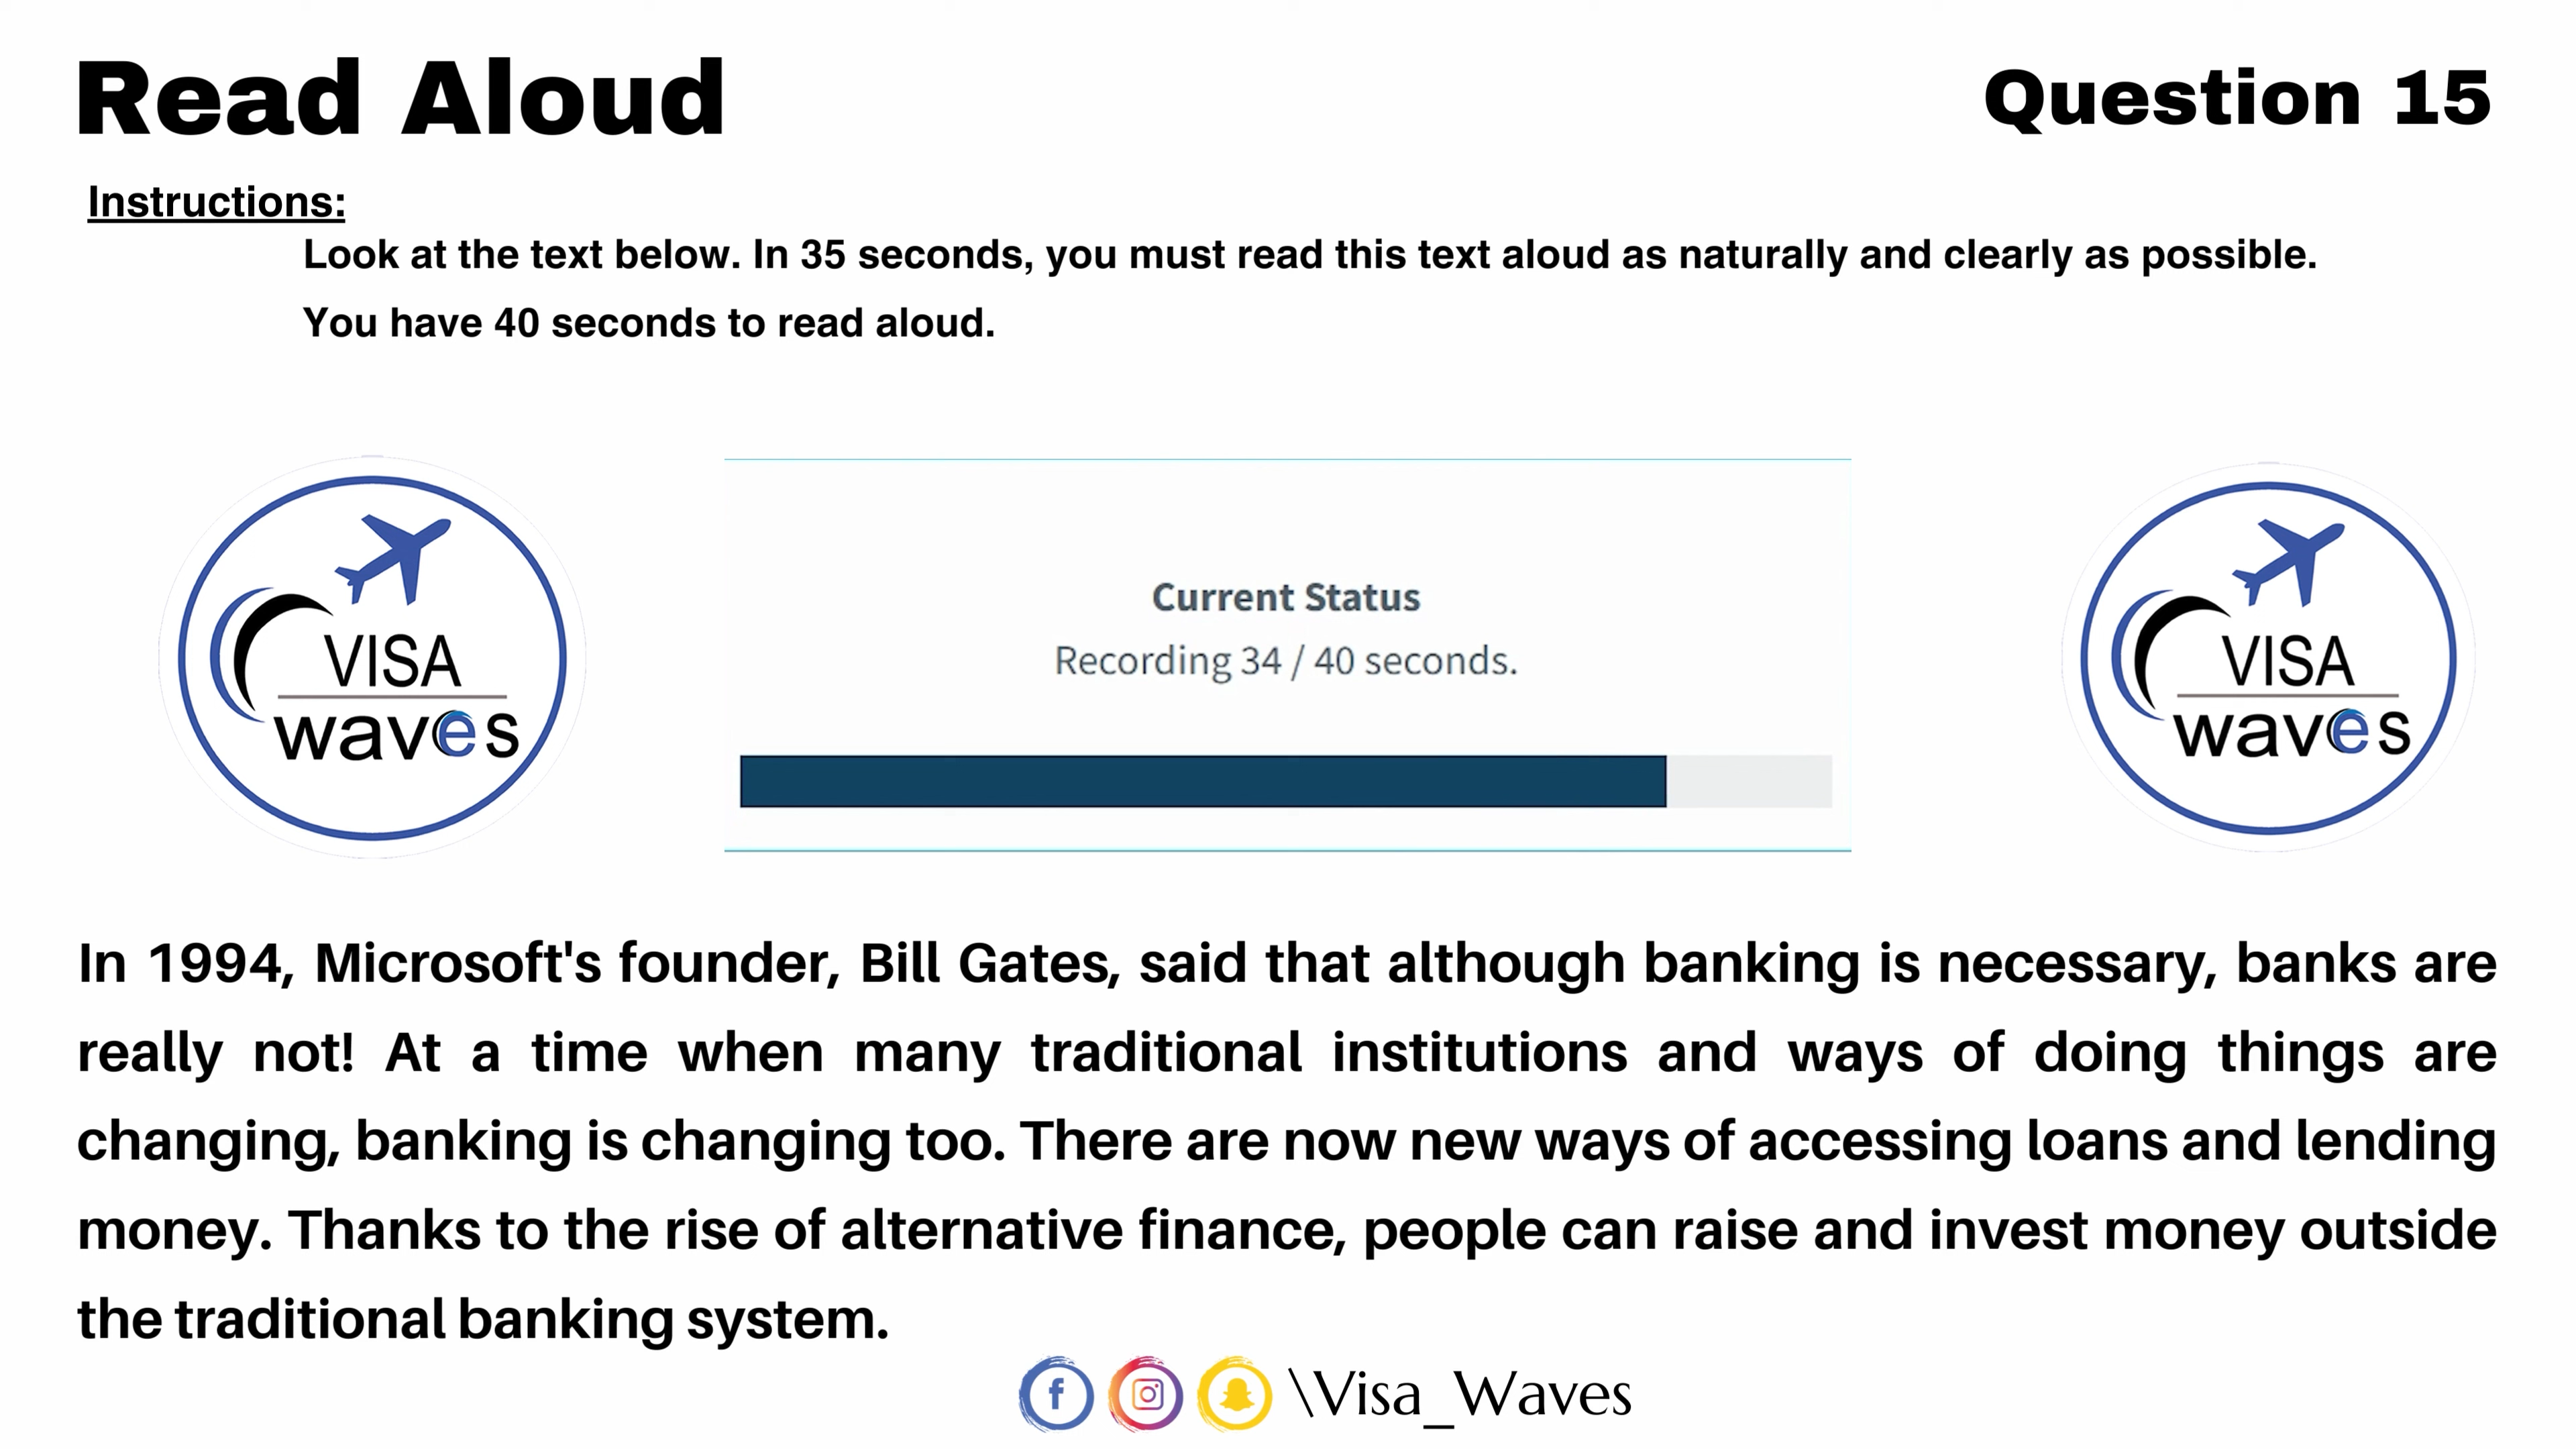 Read Aloud
Question 15
Instructions:
Look at the text below. In 35 seconds, you must read this text aloud as naturally and clearly as possible.
You have 40 seconds to read aloud.
VISA
waves
Current Status
Recording 34 / 40 seconds.
VISA
waves
In 1994, Microsoft's founder, Bill Gates, said that although banking is necessary, banks are
really not! At a time when many traditional institutions and ways of doing things are
changing, banking is changing too. There are now new ways of accessing loans and lending
money. Thanks to the rise of alternative finance, people can raise and invest money outside
the traditional banking system.
\Visa_Waves